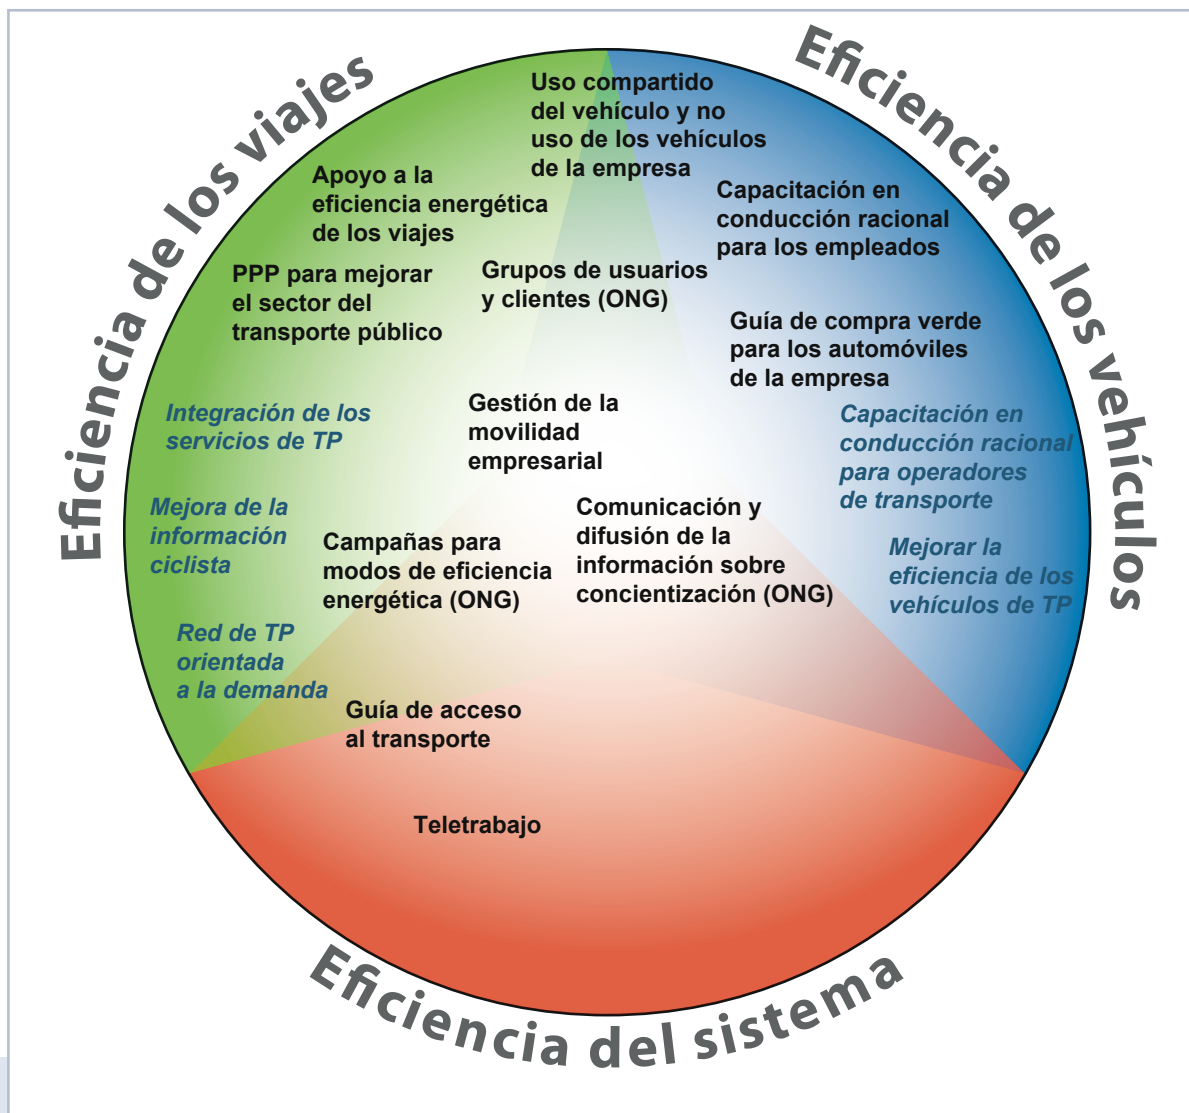 Eficiencia de los viajes
Eficiencia de los vehículos
Uso compartido
del vehículo y no
uso de los vehículos
de la empresa
Apoyo a la
eficiencia energética
de los viajes
Capacitación en
conducción racional
para los empleados
PPP para mejorar
el sector del
transporte público
Grupos de usuarios
y clientes (ONG)
Guía de compra verde
para los automóviles
de la empresa
Integración de los
servicios de TP
Gestión de la
movilidad
empresarial
Capacitación en
conducción racional
para operadores
de transporte
Mejora de la
información
ciclista
Campañas para
modos de eficiencia
energética (ONG)
Comunicación y
difusión de la
información sobre
concientización (ONG)
Mejorar la
eficiencia de los
vehículos de TP
Red de TP
orientada
a la demanda
Guía de acceso
al transporte
Teletrabajo
Eficiencia del sistema